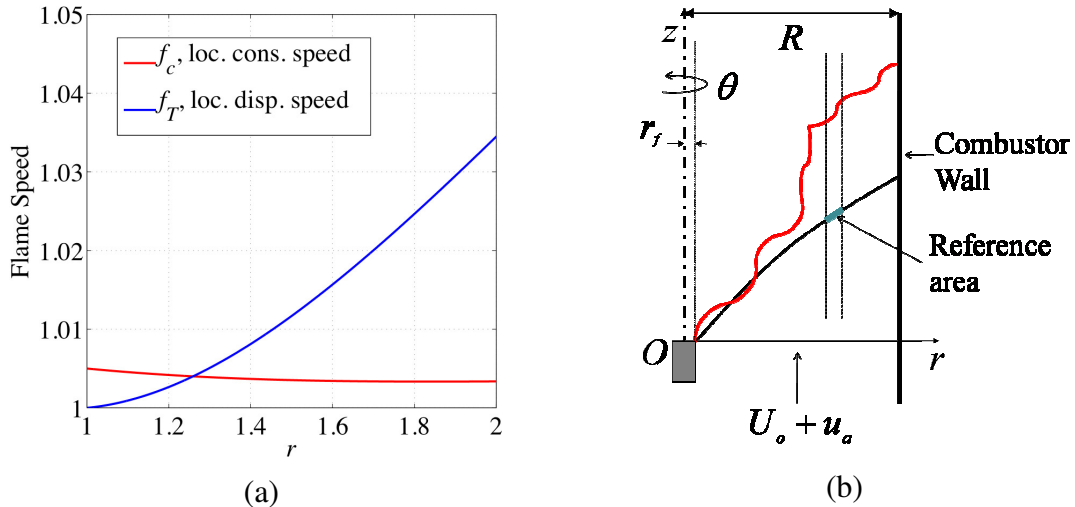 1.05
1.04
1.03
1.02
1.01
1
Flame Speed
f_c, loc. cons. speed
f_T, loc. disp. speed
1
1.2
1.4
1.6
1.8
2
r
(a)
z
R
θ
r_f
Combustor
Wall
Reference
area
O
r
U_o + u_a
(b)